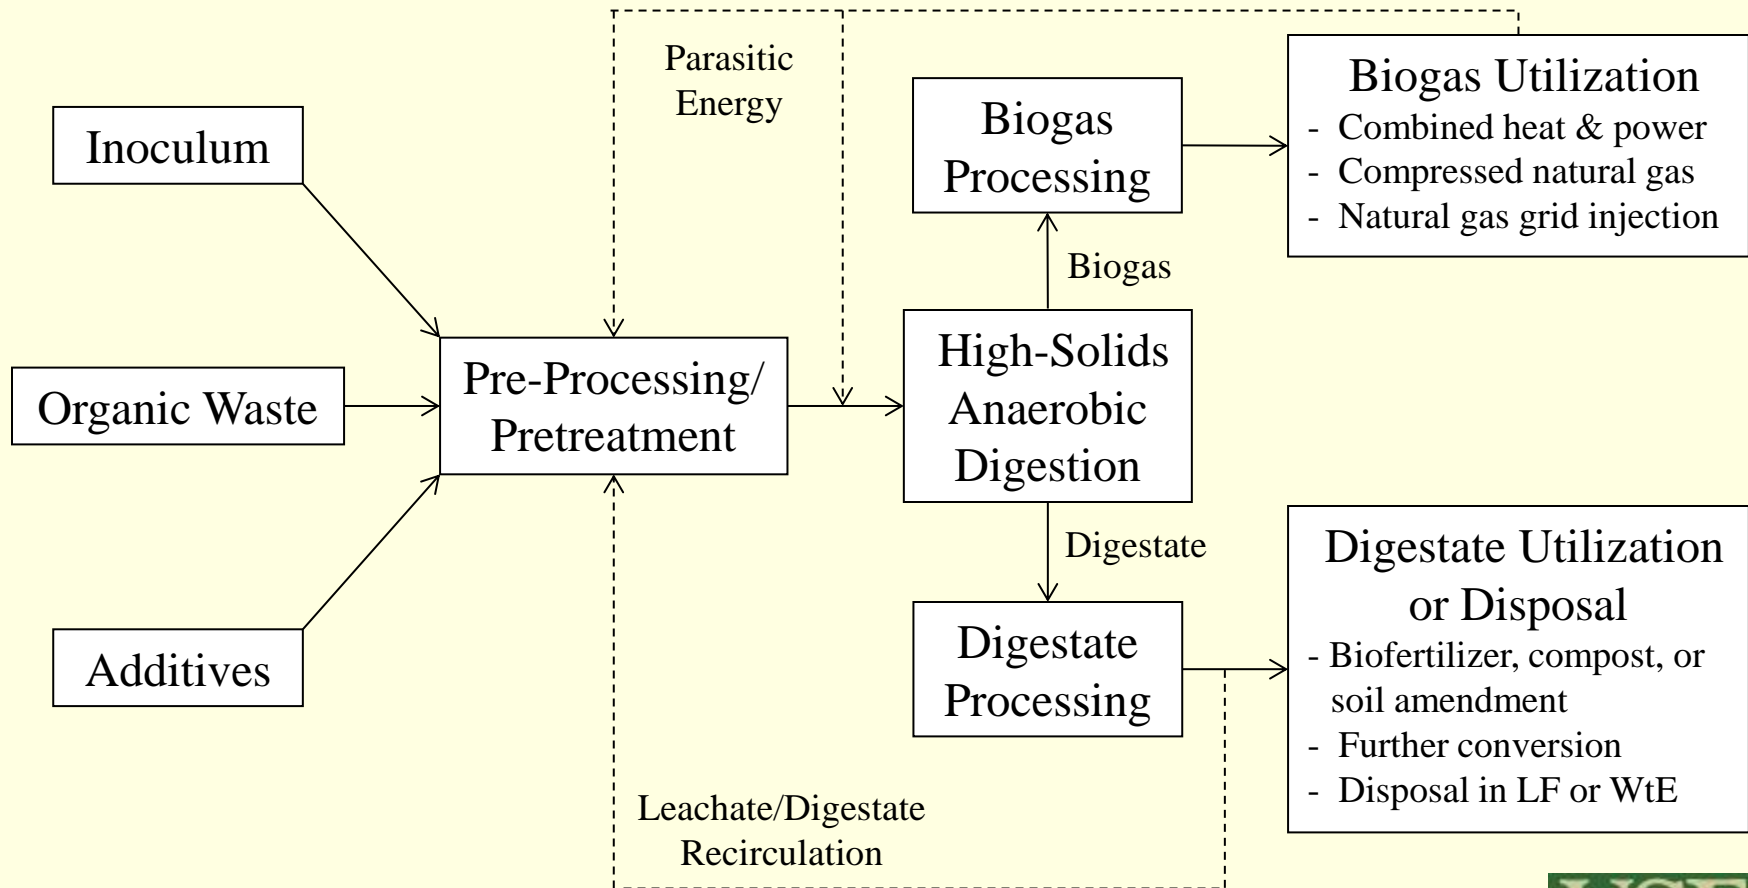 Parasitic
Energy
Inoculum
Organic Waste
Additives
Pre-Processing/
Pretreatment
Biogas
Processing
Biogas
High-Solids
Anaerobic
Digestion
Digestate
Digestate
Processing
Leachate/Digestate
Recirculation
Biogas Utilization
- Combined heat & power
- Compressed natural gas
- Natural gas grid injection
Digestate Utilization
or Disposal
- Biofertilizer, compost, or
soil amendment
- Further conversion
- Disposal in LF or WtE